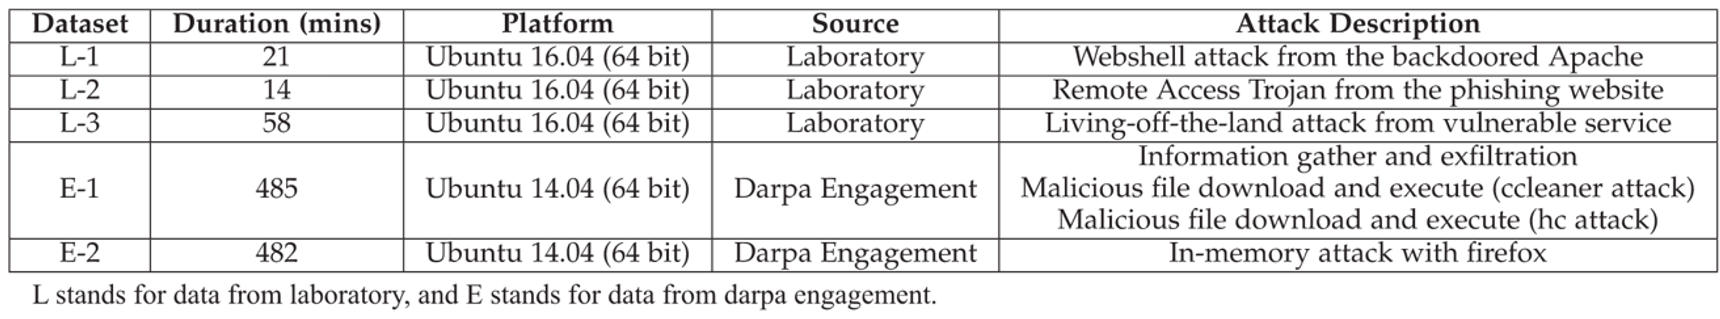 Dataset Duration (mins) Platform Source Attack Description
L-1 21 Ubuntu 16.04 (64 bit) Laboratory Webshell attack from the backdoored Apache
L-2 14 Ubuntu 16.04 (64 bit) Laboratory Remote Access Trojan from the phishing website
L-3 58 Ubuntu 16.04 (64 bit) Laboratory Living-off-the-land attack from vulnerable service
Information gather and exfiltration
E-1 485 Ubuntu 14.04 (64 bit) Darpa Engagement Malicious file download and execute (ccleaner attack)
Malicious file download and execute (hc attack)
E-2 482 Ubuntu 14.04 (64 bit) Darpa Engagement In-memory attack with firefox
L stands for data from laboratory, and E stands for data from darpa engagement.